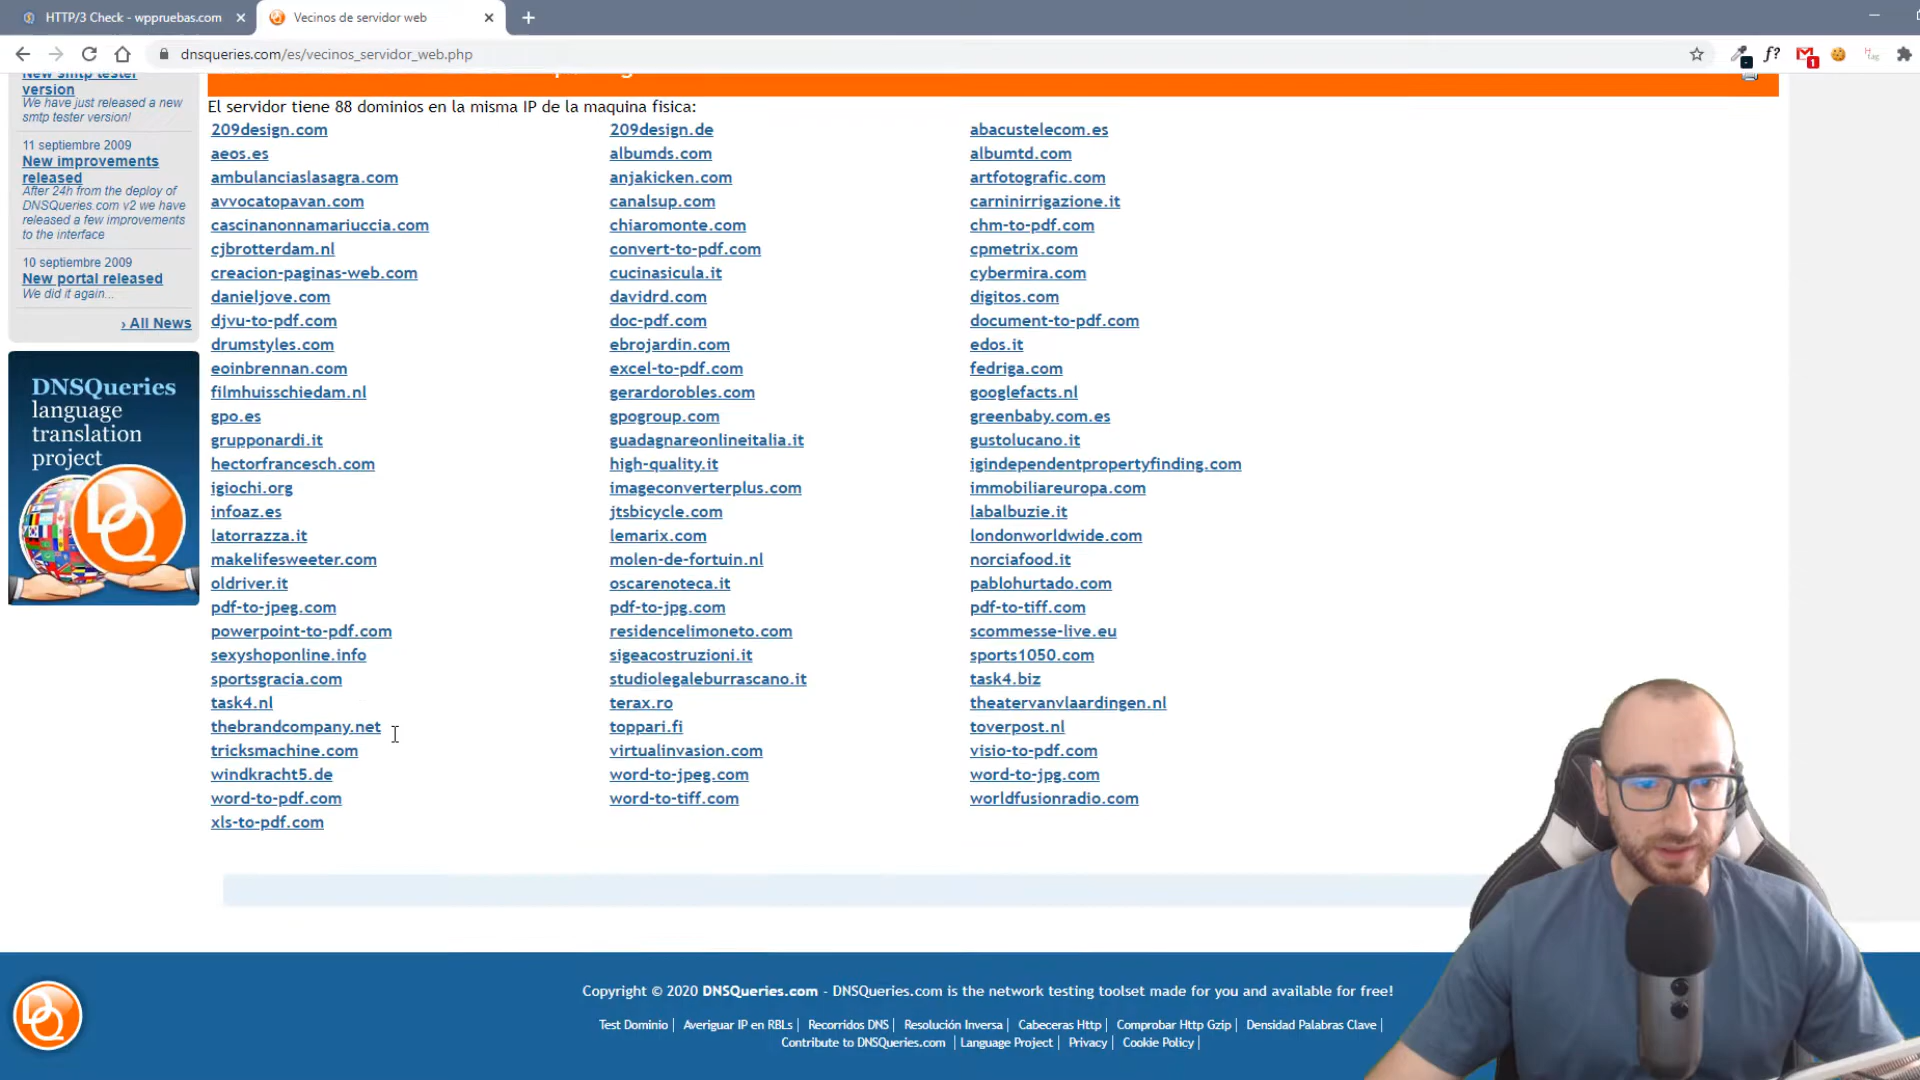 HTTP/3 Check - wppruebas.com
Vecinos de servidor web
dnsqueries.com/es/vecinos_servidor_web.php
f?
1
New smtp tester
version
We have just released a new
smtp tester version!
11 septiembre 2009
New improvements
released
After 24h from the deploy of
DNSQueries.com v2 we have
released a few improvements
to the interface
10 septiembre 2009
New portal released
We did it again...
› All News
DNSQueries
language
translation
project
DQ
El servidor tiene 88 dominios en la misma IP de la maquina fisica:
209design.com 209design.de abacustelecom.es
aeos.es albumds.com albumtd.com
ambulanciaslasagra.com anjakicken.com artfotografic.com
avvocatopavan.com canalsup.com carninirrigazione.it
cascinanonnamariuccia.com chiaromonte.com chm-to-pdf.com
cjbrotterdam.nl convert-to-pdf.com cpmetrix.com
creacion-paginas-web.com cucinasicula.it cybermira.com
danieljove.com davidrd.com digitos.com
djvu-to-pdf.com doc-pdf.com document-to-pdf.com
drumstyles.com ebrojardin.com edos.it
eoinbrennan.com excel-to-pdf.com fedriga.com
filmhuisschiedam.nl gerardorobles.com googlefacts.nl
gpo.es gpogroup.com greenbaby.com.es
grupponardi.it guadagnareonlineitalia.it gustolucano.it
hectorfrancesch.com high-quality.it igindependentpropertyfinding.com
igiochi.org imageconverterplus.com immobiliareuropa.com
infoaz.es jtsbicycle.com labalbuzie.it
latorrazza.it lemarix.com londonworldwide.com
makelifesweeter.com molen-de-fortuin.nl norciafood.it
oldriver.it oscarenoteca.it pablohurtado.com
pdf-to-jpeg.com pdf-to-jpg.com pdf-to-tiff.com
powerpoint-to-pdf.com residencelimoneto.com scommesse-live.eu
sexyshoponline.info sigeacostruzioni.it sports1050.com
sportsgracia.com studiolegaleburrascano.it task4.biz
task4.nl terax.ro theatervanvlaardingen.nl
thebrandcompany.net toppari.fi toverpost.nl
tricksmachine.com virtualinvasion.com visio-to-pdf.com
windkracht5.de word-to-jpeg.com word-to-jpg.com
word-to-pdf.com word-to-tiff.com worldfusionradio.com
xls-to-pdf.com
DQ
Copyright © 2020 DNSQueries.com - DNSQueries.com is the network testing toolset made for you and available for free!
Test Dominio | Averiguar IP en RBLs | Recorridos DNS | Resolución Inversa | Cabeceras Http | Comprobar Http Gzip | Densidad Palabras Clave |
Contribute to DNSQueries.com | Language Project | Privacy | Cookie Policy |